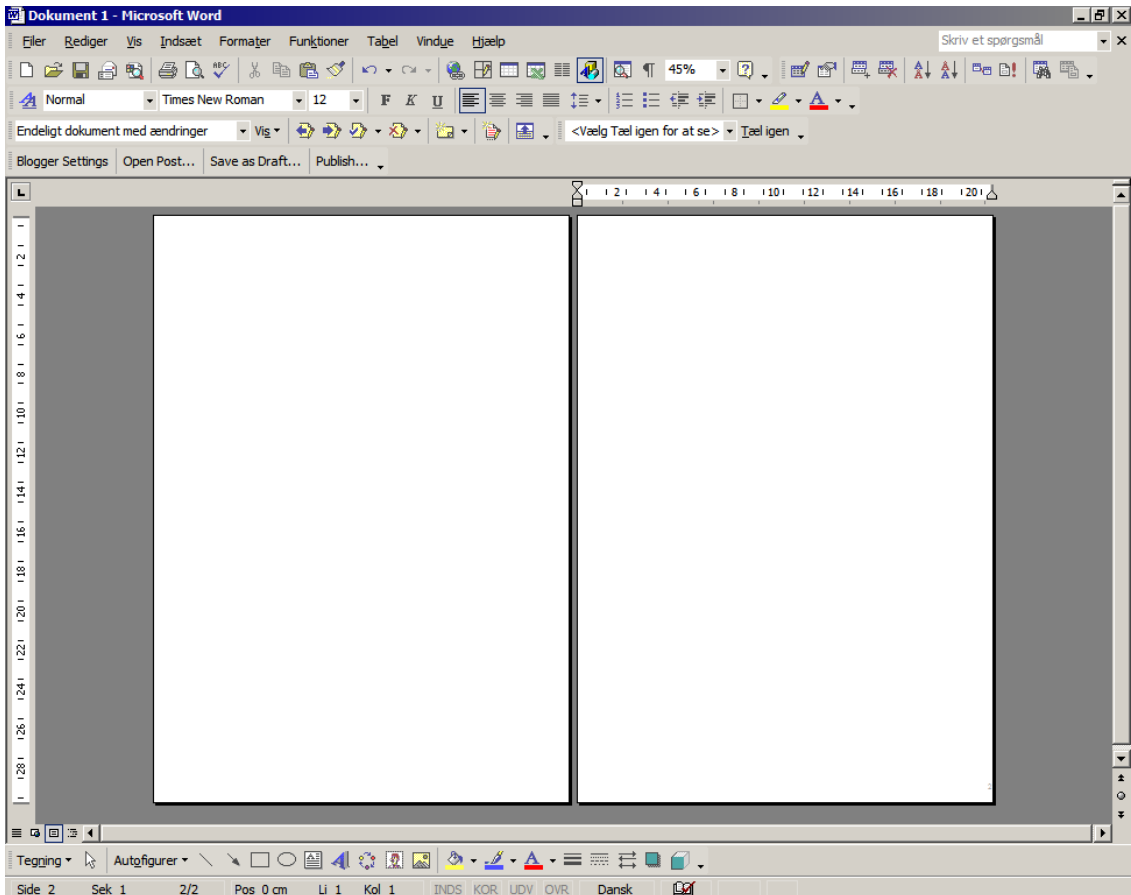 Dokument 1 - Microsoft Word
Filer Rediger Vis Indsæt Formater Funktioner Tabel Vindue Hjælp Skriv et spørgsmål
45%
Normal Times New Roman 12 F K U
Endeligt dokument med ændringer Vis <Vælg Tæl igen for at se> Tæl igen
Blogger Settings Open Post... Save as Draft... Publish...
2 4 6 8 10 12 14 16 18 20
2
4
6
8
10
12
14
16
18
20
22
24
26
28
Tegning Autofigurer
Side 2 Sek 1 2/2 Pos 0 cm Li 1 Kol 1 INDS KOR UDV OVR Dansk